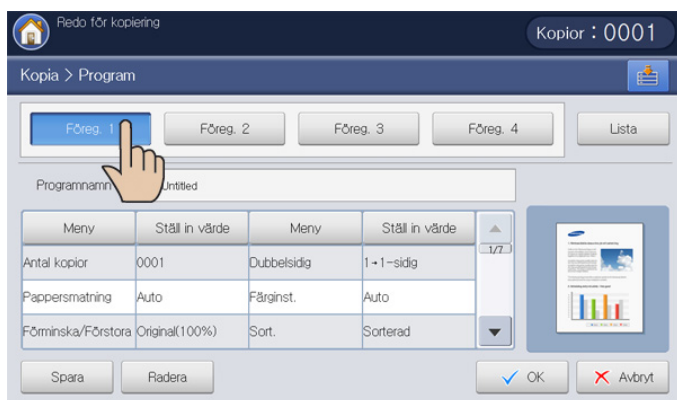 Redo för kopiering
Kopior : 0001
Kopia > Program
Föreg. 1
Föreg. 2
Föreg. 3
Föreg. 4
Lista
Programnamn
Untitled
Meny
Ställ in värde
Meny
Ställ in värde
Antal kopior
0001
Dubbelsidig
1→1-sidig
1/7
Pappersmatning
Auto
Färginst.
Auto
Förminska/Förstora
Original(100%)
Sort.
Sorterad
Spara
Radera
OK
Avbryt